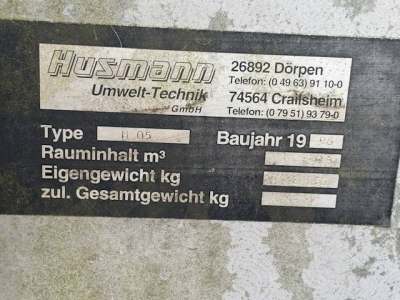 Husmann
Umwelt-Technik
GmbH
26892 Dörpen
Telefon: (0 49 63) 91 10-0
74564 Crailsheim
Telefon: (0 79 51) 93 79-0
Type M 05
Baujahr 19
Rauminhalt m³
Eigengewicht kg
zul. Gesamtgewicht kg